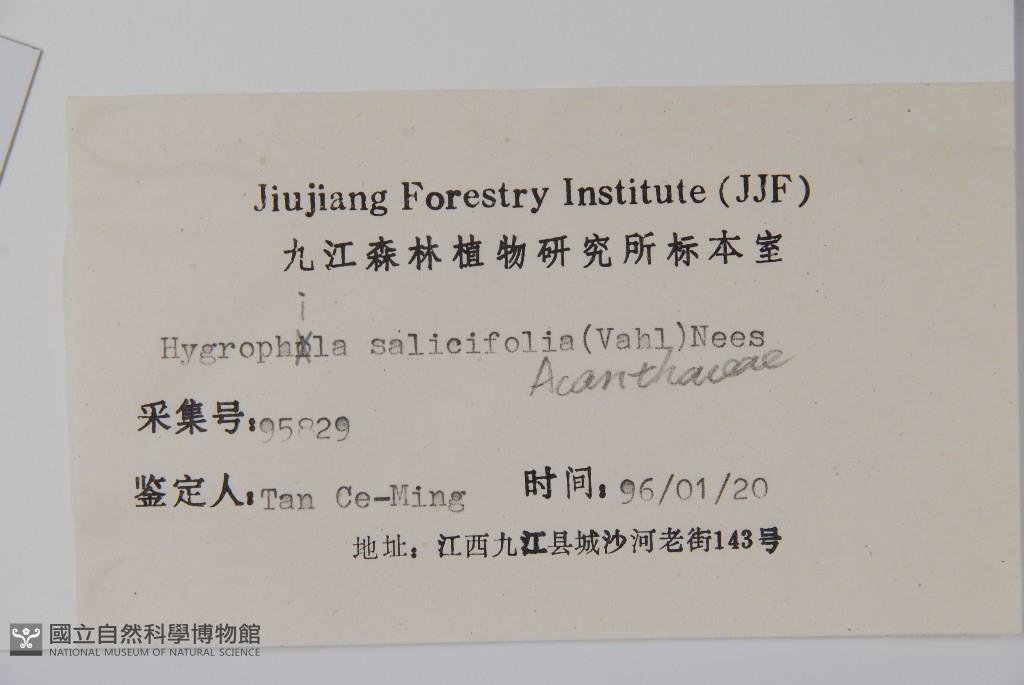 Jiujiang Forestry Institute (JJF)
九江森林植物研究所标本室
Hygrophila salicifolia(Vahl)Nees
Acanthaceae
采集号:95829
鉴定人:Tan Ce-Ming 时间:96/01/20
地址:江西九江县城沙河老街143号
國立自然科學博物館
NATIONAL MUSEUM OF NATURAL SCIENCE